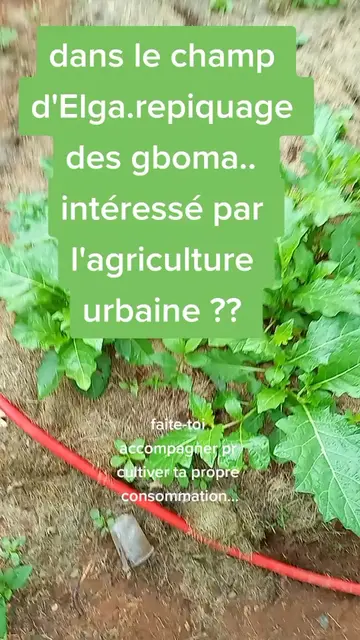 dans le champ
d'Elga.repiquage
des gboma..
intéressé par
l'agriculture
urbaine ??
faite-toi
accompagner pr
cultiver ta propre
consommation...